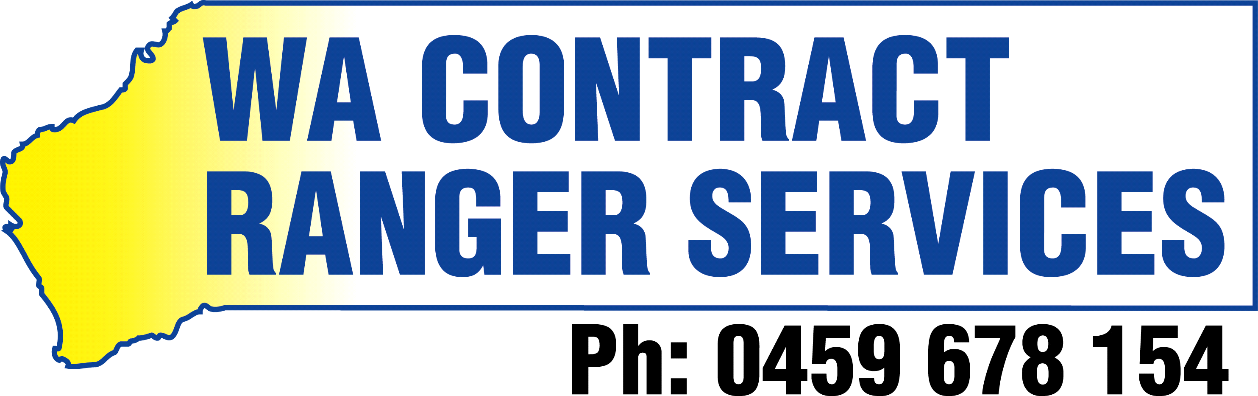 WA CONTRACT
RANGER SERVICES
Ph: 0459 678 154